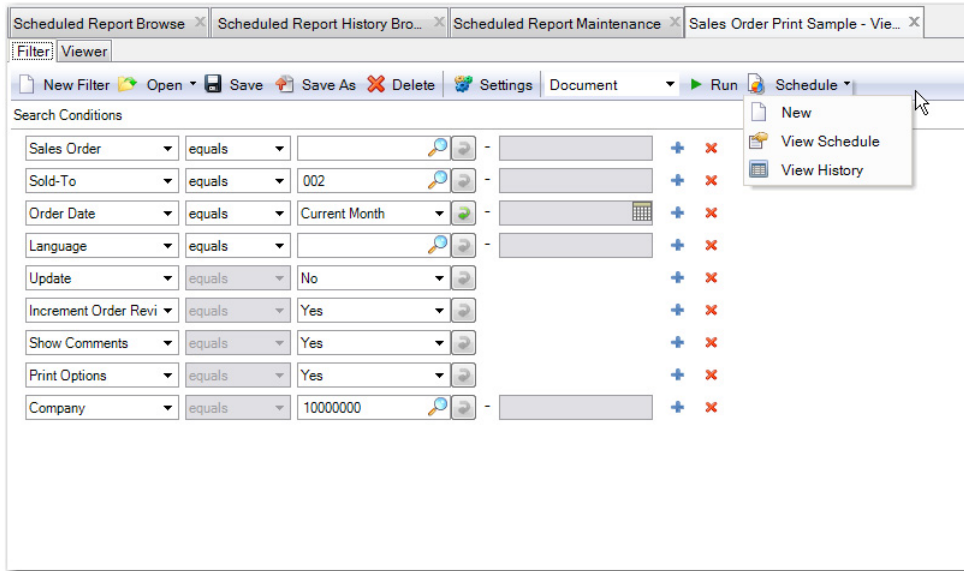 Scheduled Report Browse Scheduled Report History Bro... Scheduled Report Maintenance Sales Order Print Sample - Vie...
Filter Viewer
New Filter Open Save Save As Delete Settings Document Run Schedule
New
View Schedule
View History
Search Conditions
Sales Order equals -
Sold-To equals 002 -
Order Date equals Current Month -
Language equals -
Update equals No
Increment Order Revi equals Yes
Show Comments equals Yes
Print Options equals Yes
Company equals 10000000 -